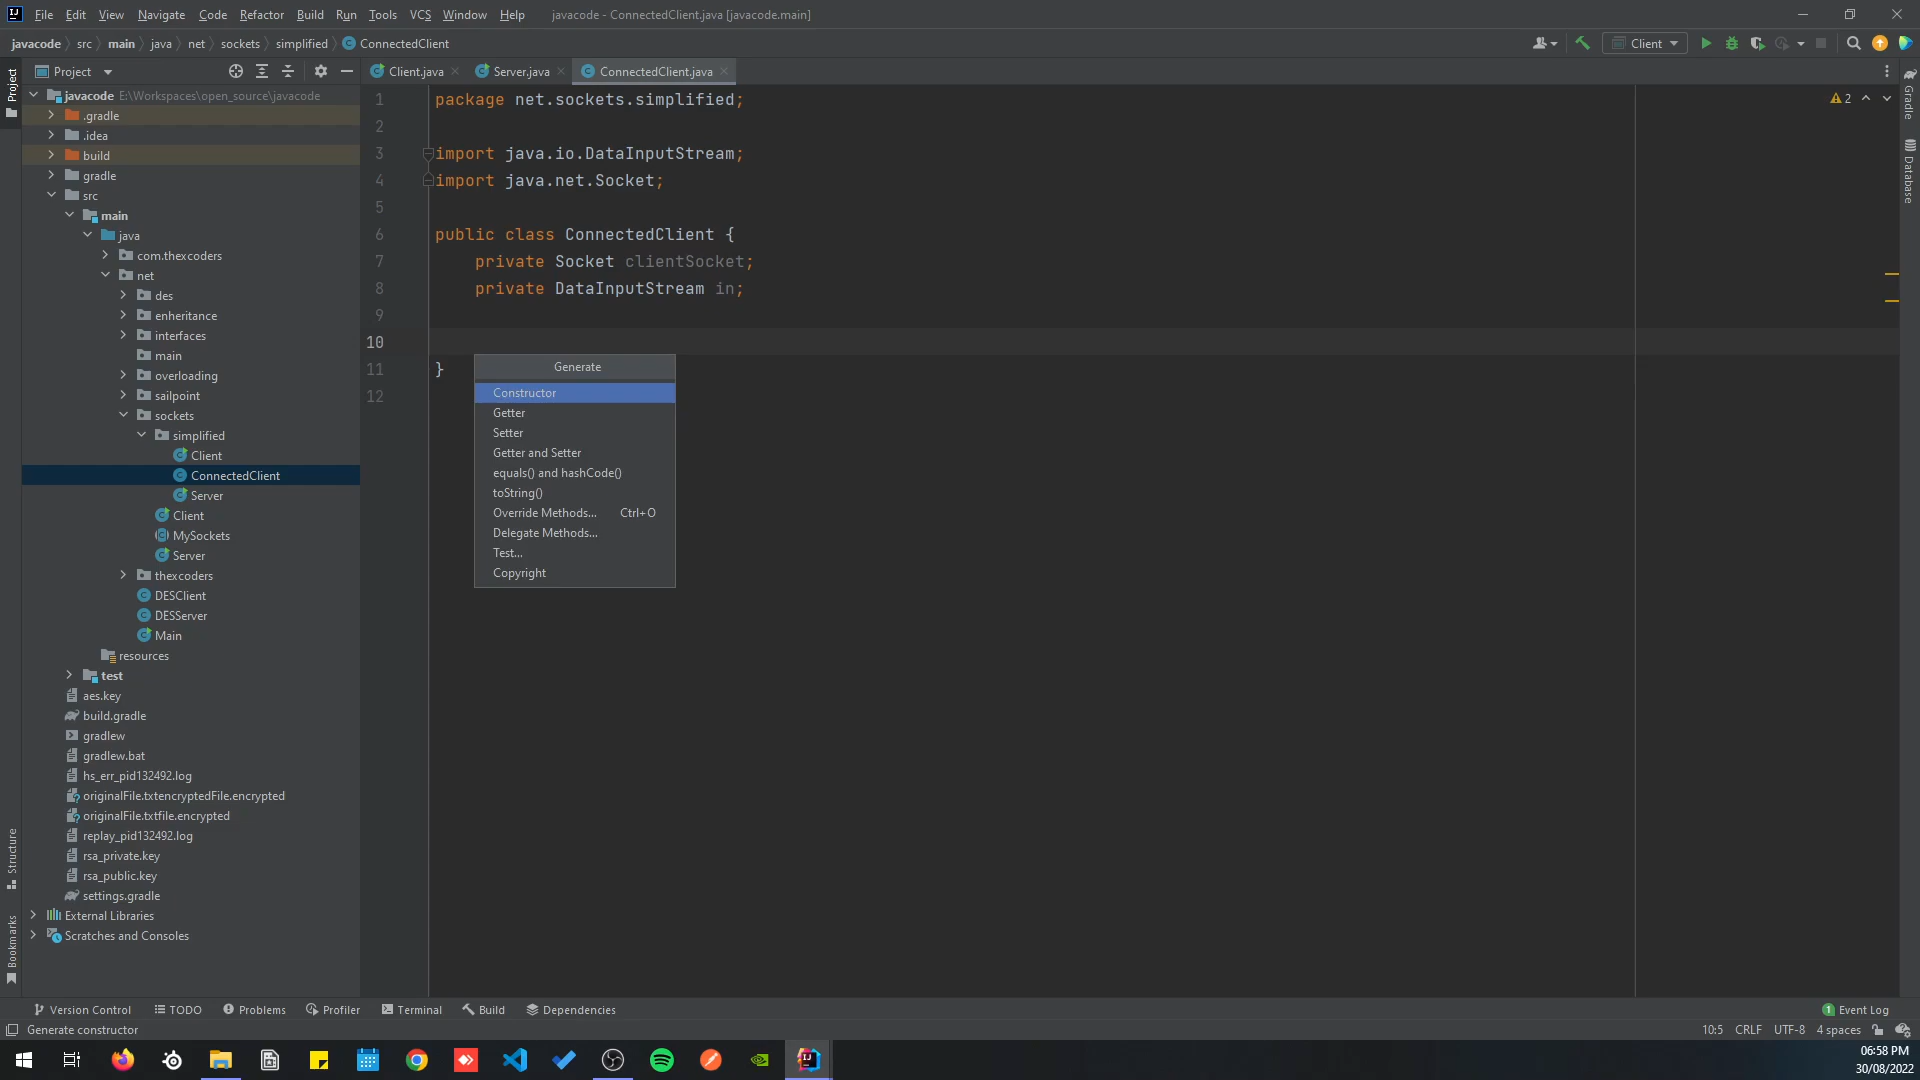 File Edit View Navigate Code Refactor Build Run Tools VCS Window Help javacode - ConnectedClient.java [javacode.main]
javacode src main java net sockets simplified ConnectedClient Client
Project
Client.java
Server.java
ConnectedClient.java
Project
javacode E:\Workspaces\open_source\javacode
.gradle
.idea
build
gradle
src
main
java
com.thexcoders
net
des
enheritance
interfaces
main
overloading
sailpoint
sockets
simplified
Client
ConnectedClient
Server
Client
MySockets
Server
thexcoders
DESClient
DESServer
Main
resources
test
aes.key
build.gradle
gradlew
gradlew.bat
hs_err_pid132492.log
originalFile.txtencryptedFile.encrypted
originalFile.txtfile.encrypted
replay_pid132492.log
rsa_private.key
rsa_public.key
settings.gradle
External Libraries
Scratches and Consoles
Structure
Bookmarks
1 package net.sockets.simplified;
2
3 import java.io.DataInputStream;
4 import java.net.Socket;
5
6 public class ConnectedClient {
7 private Socket clientSocket;
8 private DataInputStream in;
9
10
11 }
12
2
Generate
Constructor
Getter
Setter
Getter and Setter
equals() and hashCode()
toString()
Override Methods... Ctrl+O
Delegate Methods...
Test...
Copyright
Gradle
Database
Version Control TODO Problems Profiler Terminal Build Dependencies 1 Event Log
Generate constructor 10:5 CRLF UTF-8 4 spaces
06:58 PM
30/08/2022